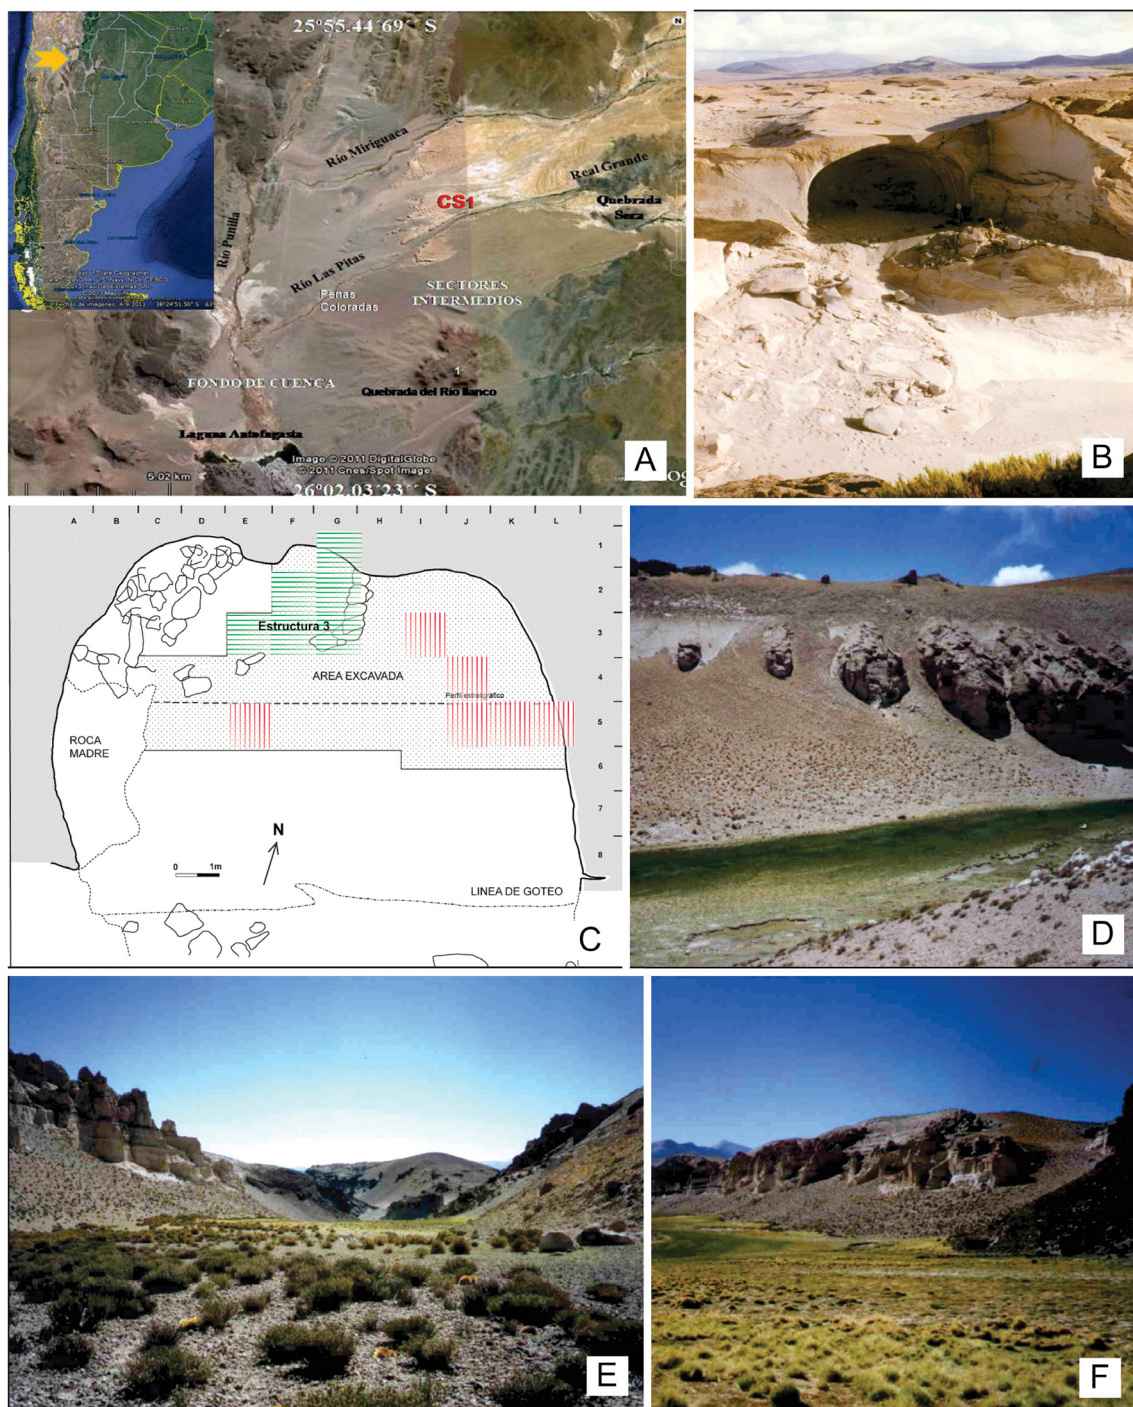 25°55.44´69´´ S
N
Río Miriguaca
Real Grande
CS1
Quebrada
Seca
Río Punilla
Río Las Pitas
SECTORES
INTERMEDIOS
Peñas
Coloradas
1
FONDO DE CUENCA
Quebrada del Río Ilanco
Laguna Antofagasta
Image © 2011 DigitalGlobe
© 2011 Cnes/Spot Image
5.02 km
26°02.03´23´´ S
A
B
A B C D E F G H I J K L
1
2
Estructura 3
3
AREA EXCAVADA
4
Perfil estratigráfico
ROCA
MADRE
5
6
7
N
0 1m
8
LINEA DE GOTEO
C
D
E
F